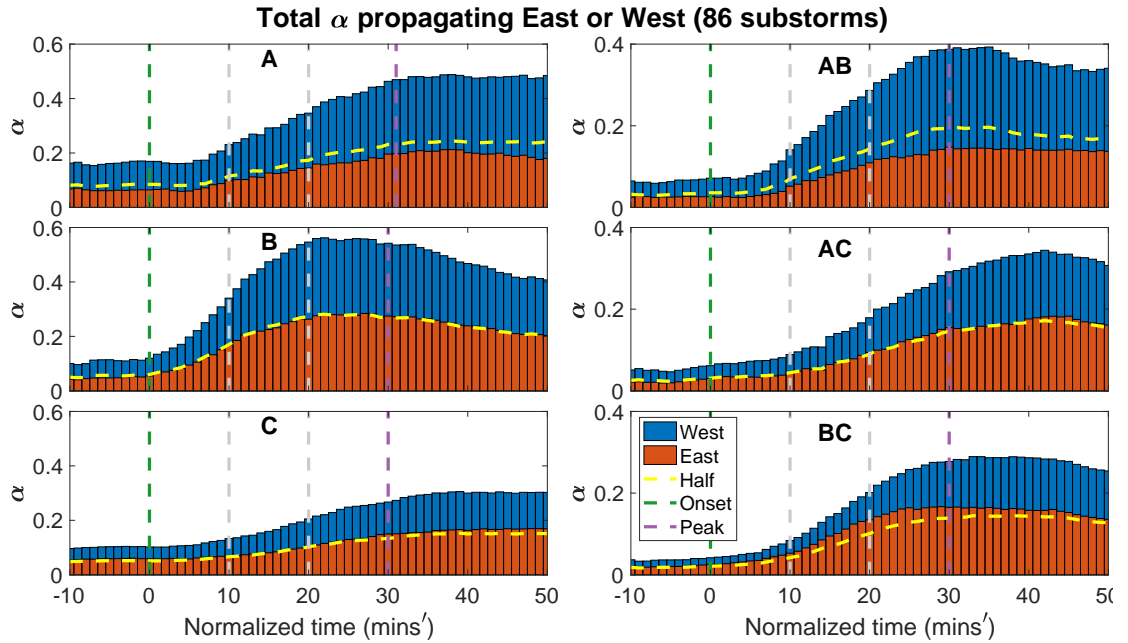 Total α propagating East or West (86 substorms)
A
0.6
0.4
0.2
0
α
AB
0.4
0.2
0
α
B
0.6
0.4
0.2
0
α
AC
0.4
0.2
0
α
C
0.6
0.4
0.2
0
α
-10 0 10 20 30 40 50
Normalized time (mins′)
BC
0.4
0.2
0
α
West
East
Half
Onset
Peak
-10 0 10 20 30 40 50
Normalized time (mins′)